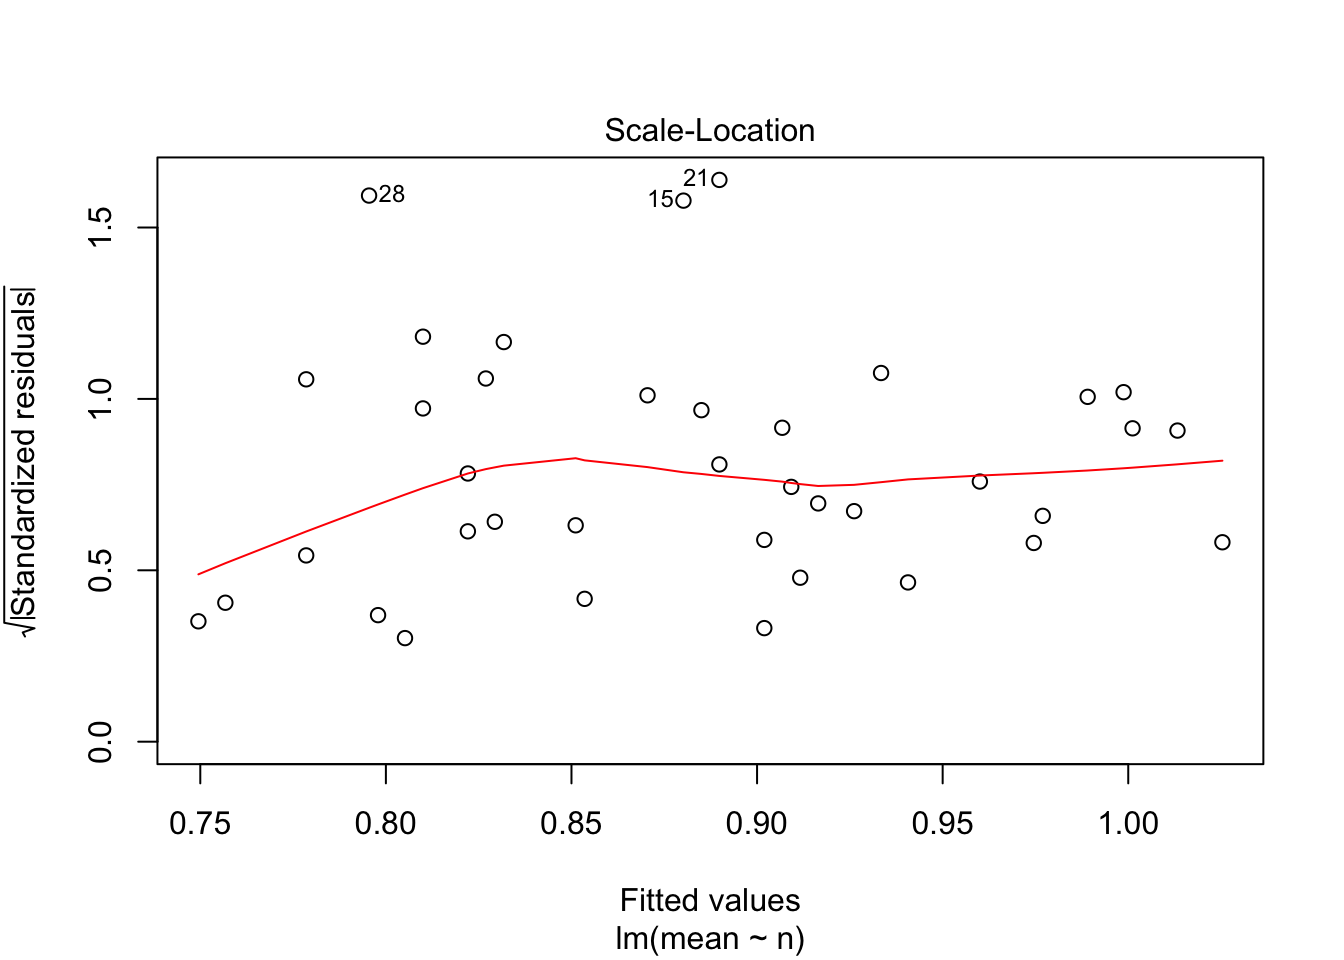 Scale-Location
√|Standardized residuals|
1.5
1.0
0.5
0.0
28
21
15
0.75 0.80 0.85 0.90 0.95 1.00
Fitted values
lm(mean ~ n)